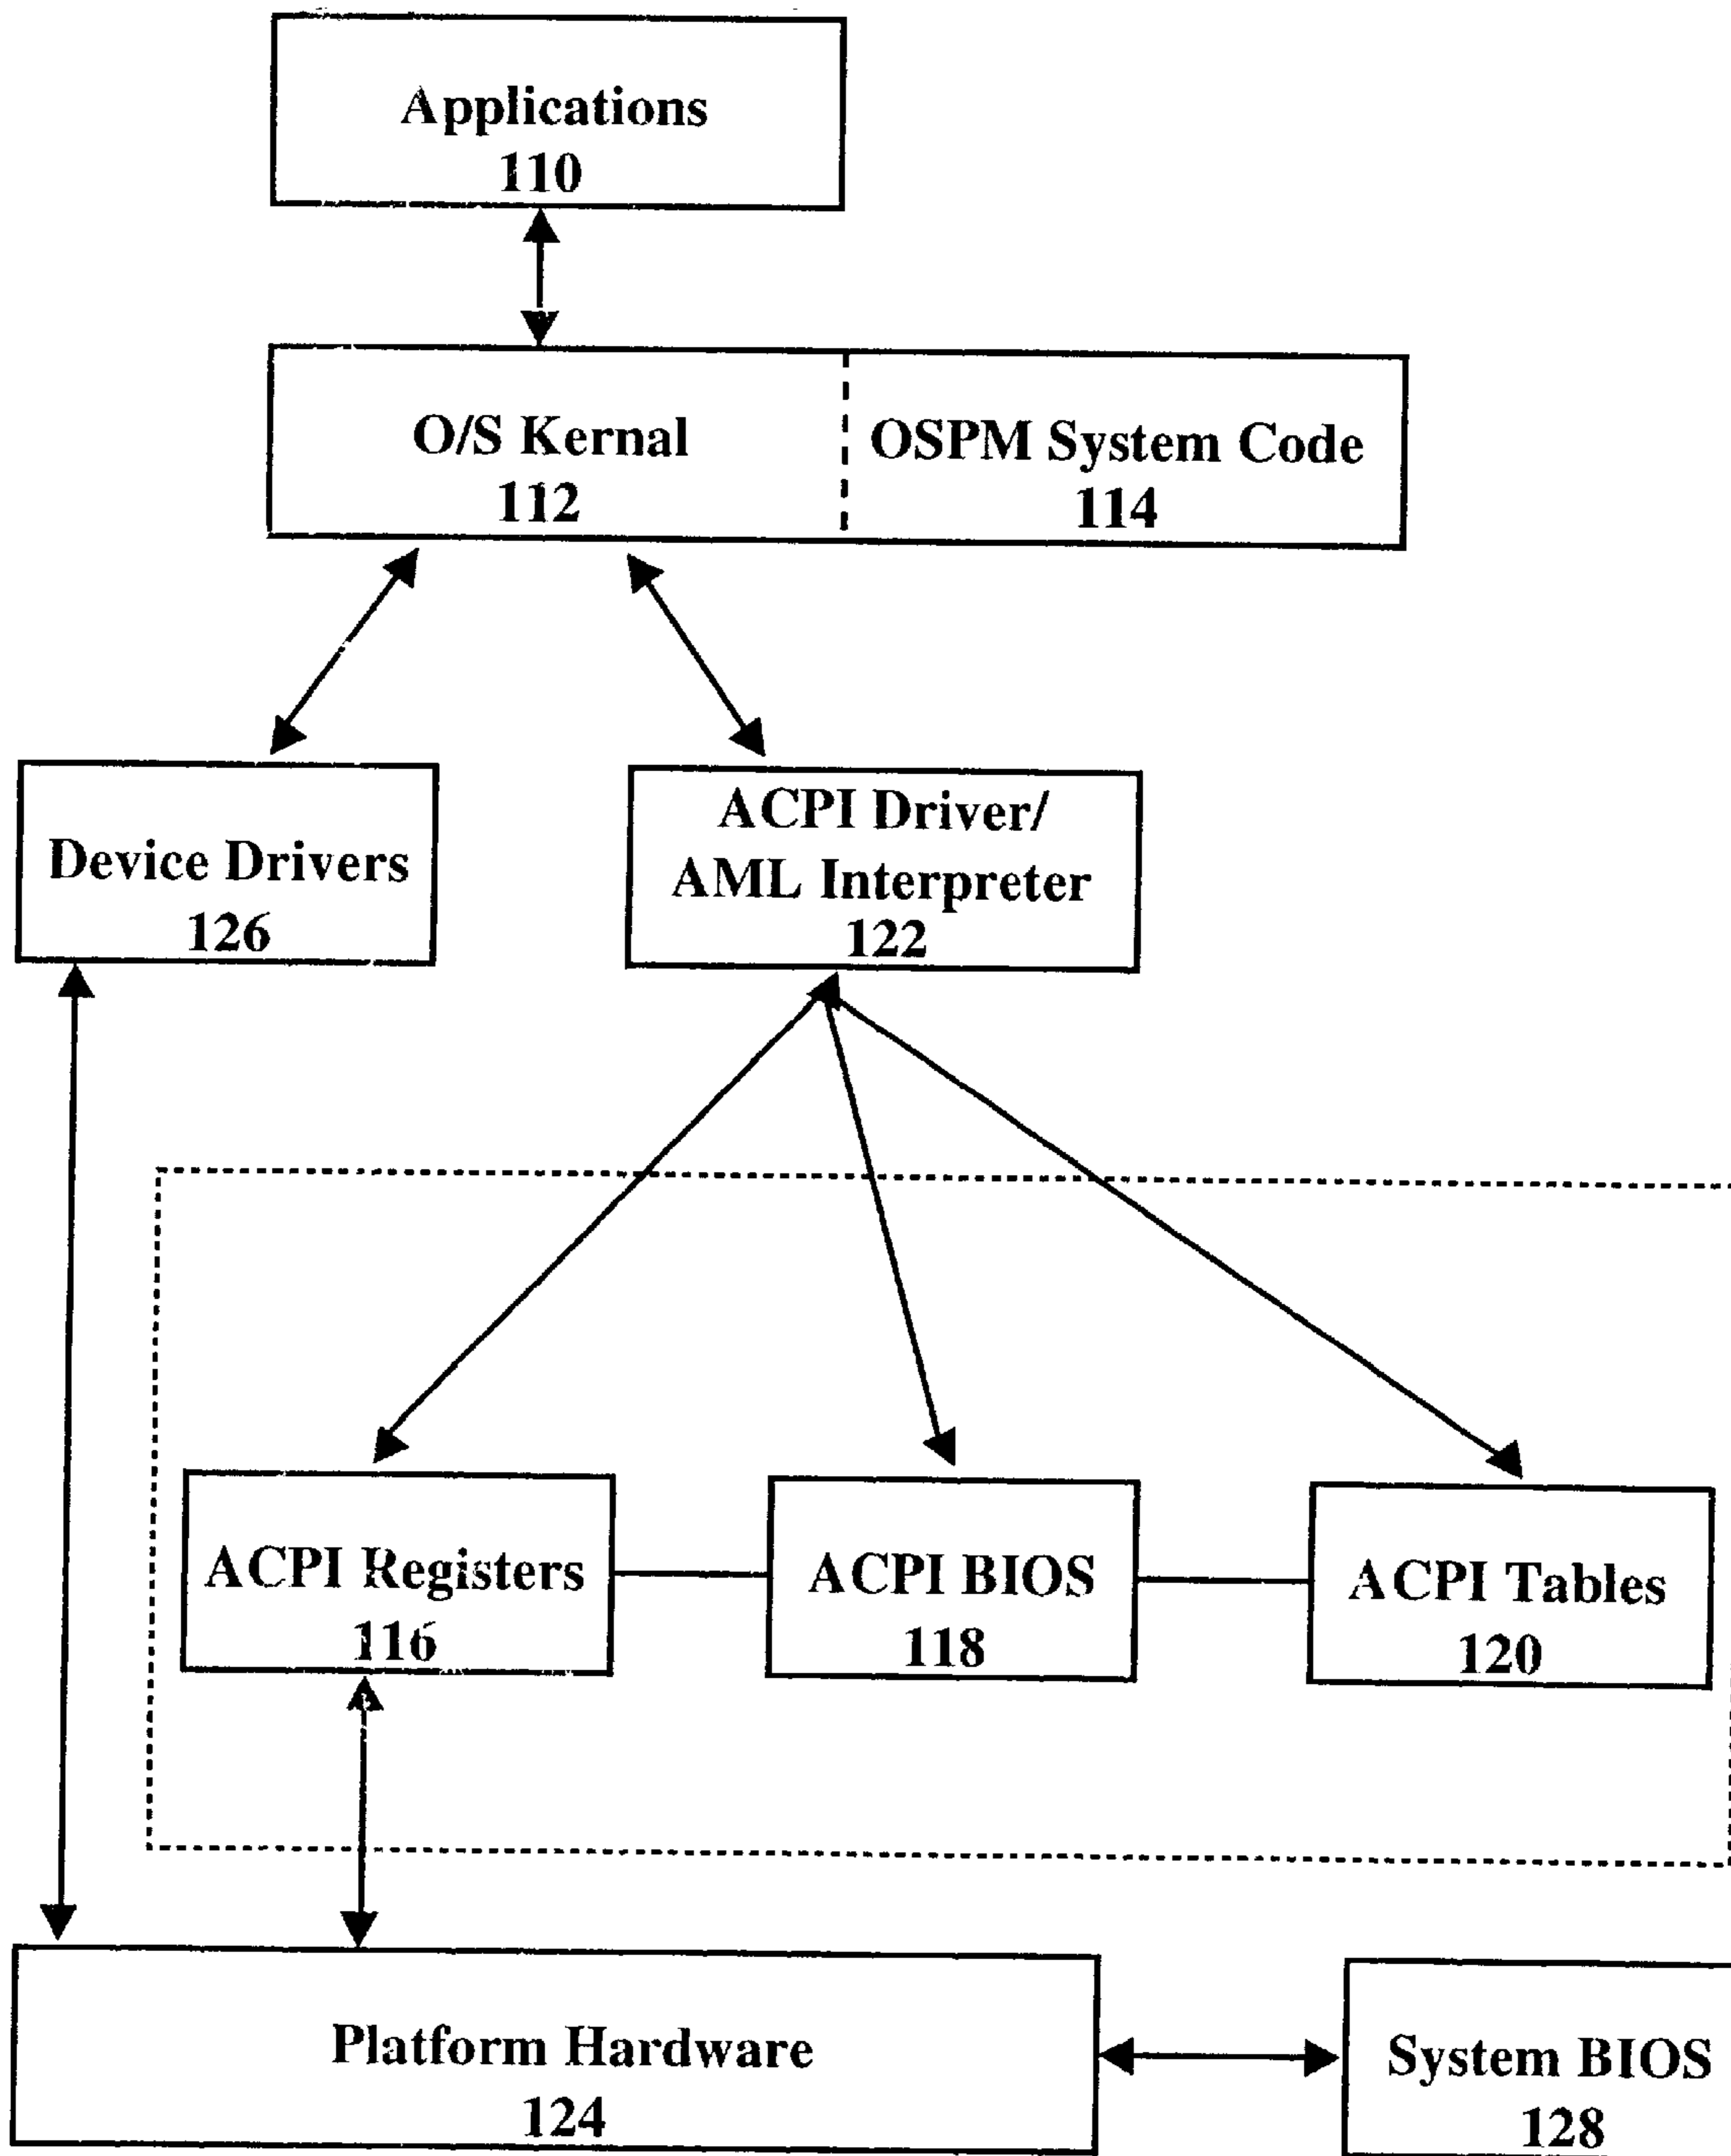 Applications
110
O/S Kernal
112
OSPM System Code
114
Device Drivers
126
ACPI Driver/
AML Interpreter
122
ACPI Registers
116
ACPI BIOS
118
ACPI Tables
120
Platform Hardware
124
System BIOS
128